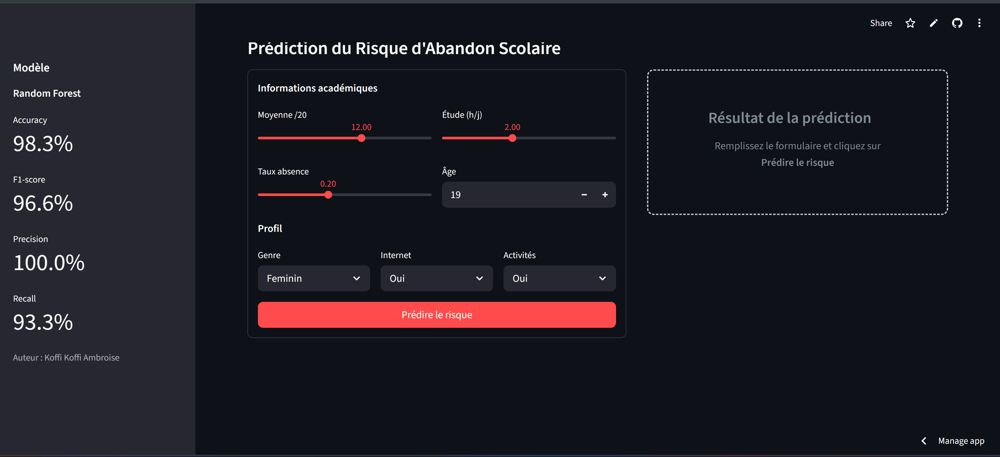 Share
Modèle
Random Forest
Accuracy
98.3%
F1-score
96.6%
Precision
100.0%
Recall
93.3%
Auteur : Koffi Koffi Ambroise
Prédiction du Risque d'Abandon Scolaire
Informations académiques
Moyenne /20
12.00
Étude (h/j)
2.00
Taux absence
0.20
Âge
19
Profil
Genre
Feminin
Internet
Oui
Activités
Oui
Prédire le risque
Résultat de la prédiction
Remplissez le formulaire et cliquez sur
Prédire le risque
Manage app